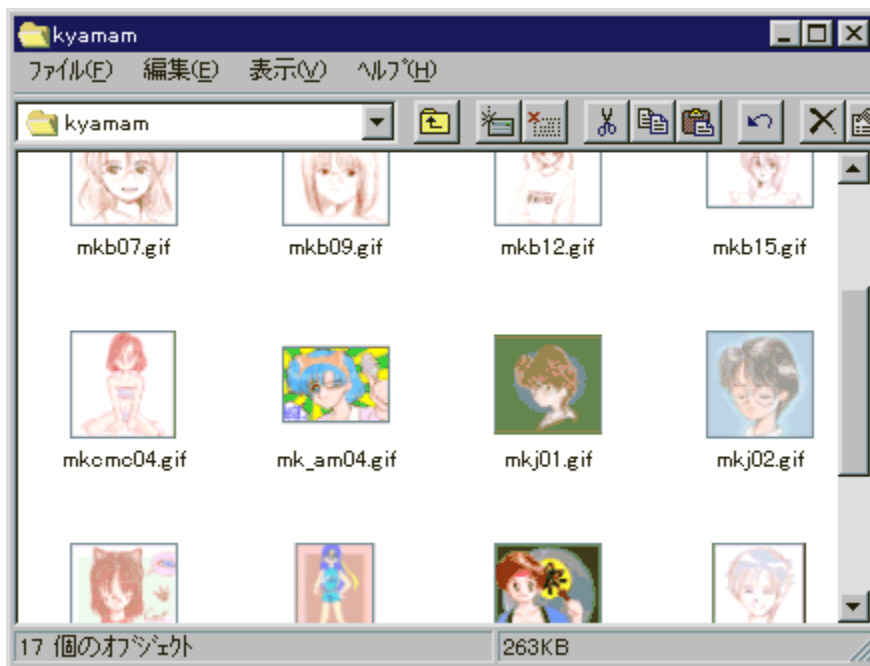 kyamam
ファイル(F) 編集(E) 表示(V) ヘルプ(H)
kyamam
mkb07.gif mkb09.gif mkb12.gif mkb15.gif
mkcmc04.gif mk_am04.gif mkj01.gif mkj02.gif
17 個のオブジェクト 263KB